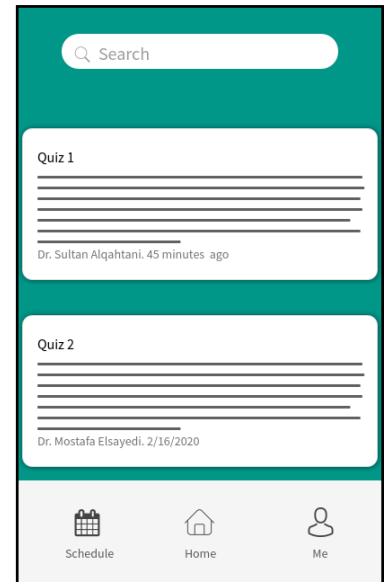 Search
Quiz 1
Dr. Sultan Alqahtani. 45 minutes ago
Quiz 2
Dr. Mostafa Elsayedi. 2/16/2020
Schedule
Home
Me